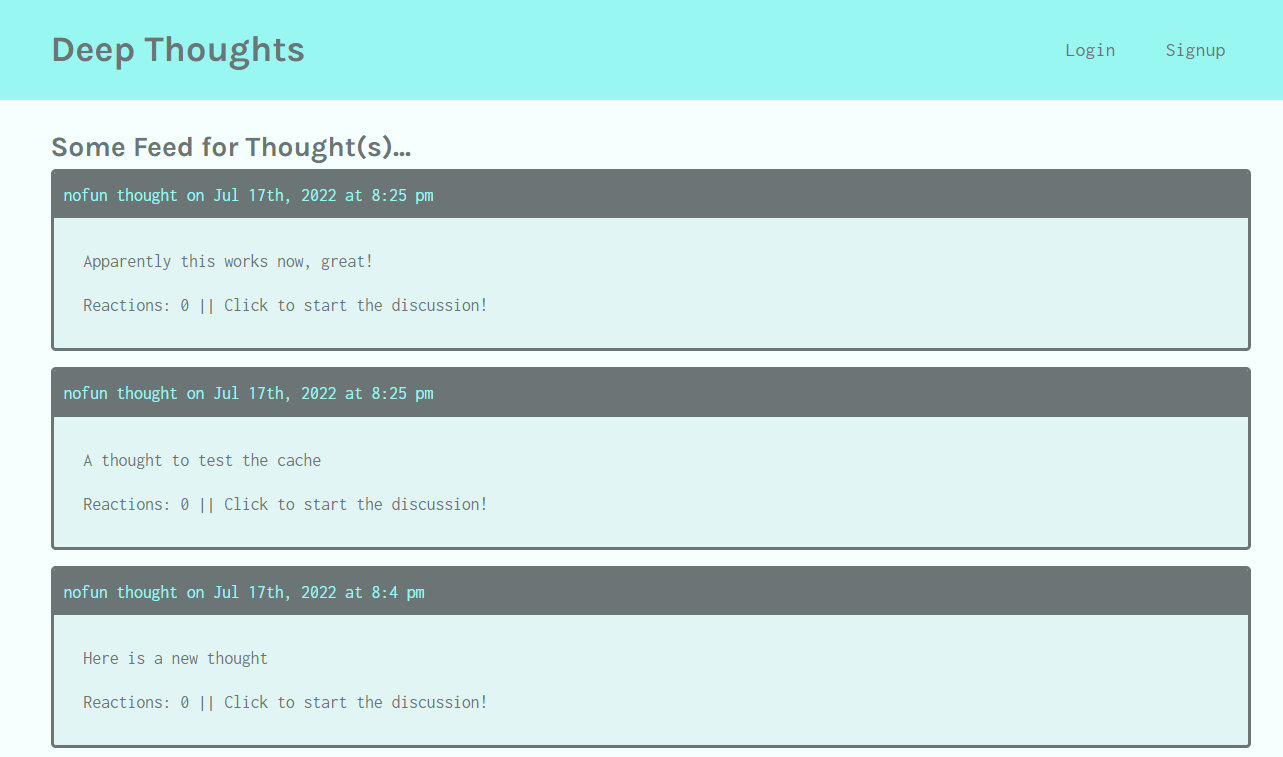 Deep Thoughts
Login Signup
Some Feed for Thought(s)...
nofun thought on Jul 17th, 2022 at 8:25 pm
Apparently this works now, great!
Reactions: 0 || Click to start the discussion!
nofun thought on Jul 17th, 2022 at 8:25 pm
A thought to test the cache
Reactions: 0 || Click to start the discussion!
nofun thought on Jul 17th, 2022 at 8:4 pm
Here is a new thought
Reactions: 0 || Click to start the discussion!